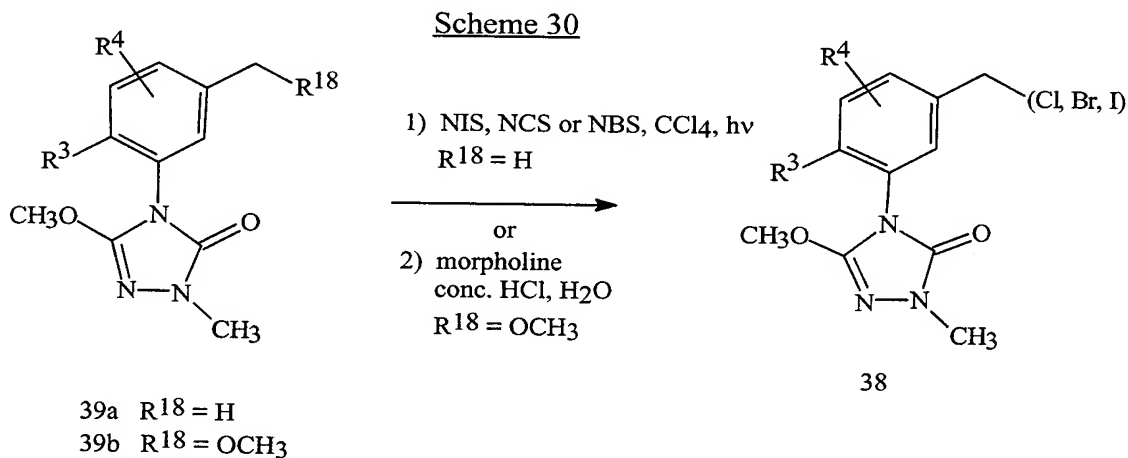 Scheme 30
R4
R18
R3
CH3O
N
O
N
N
CH3
1) NIS, NCS or NBS, CCl4, hν
R18 = H
or
2) morpholine
conc. HCl, H2O
R18 = OCH3
R4
(Cl, Br, I)
R3
CH3O
N
O
N
N
CH3
39a R18 = H
39b R18 = OCH3
38